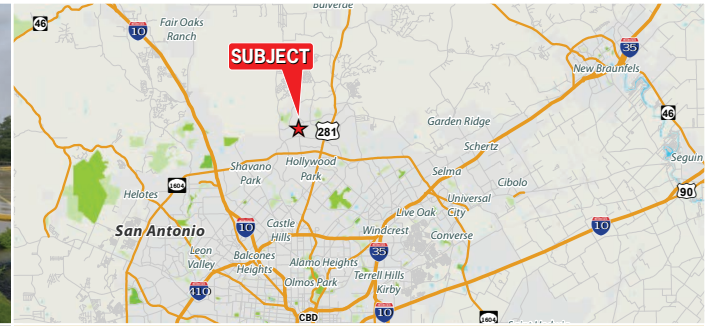 Bulverde
46
Fair Oaks
Ranch
10
35
SUBJECT
New Braunfels
46
281
Garden Ridge
Schertz
Seguin
Shavano
Park
Hollywood
Park
Selma
1604
Helotes
Cibolo
90
Universal
City
Live Oak
Castle
Hills
San Antonio
10
10
Windcrest
Converse
Leon
Valley
35
Balcones
Heights
Alamo Heights
Terrell Hills
Olmos Park
Kirby
410
CBD
10
1604